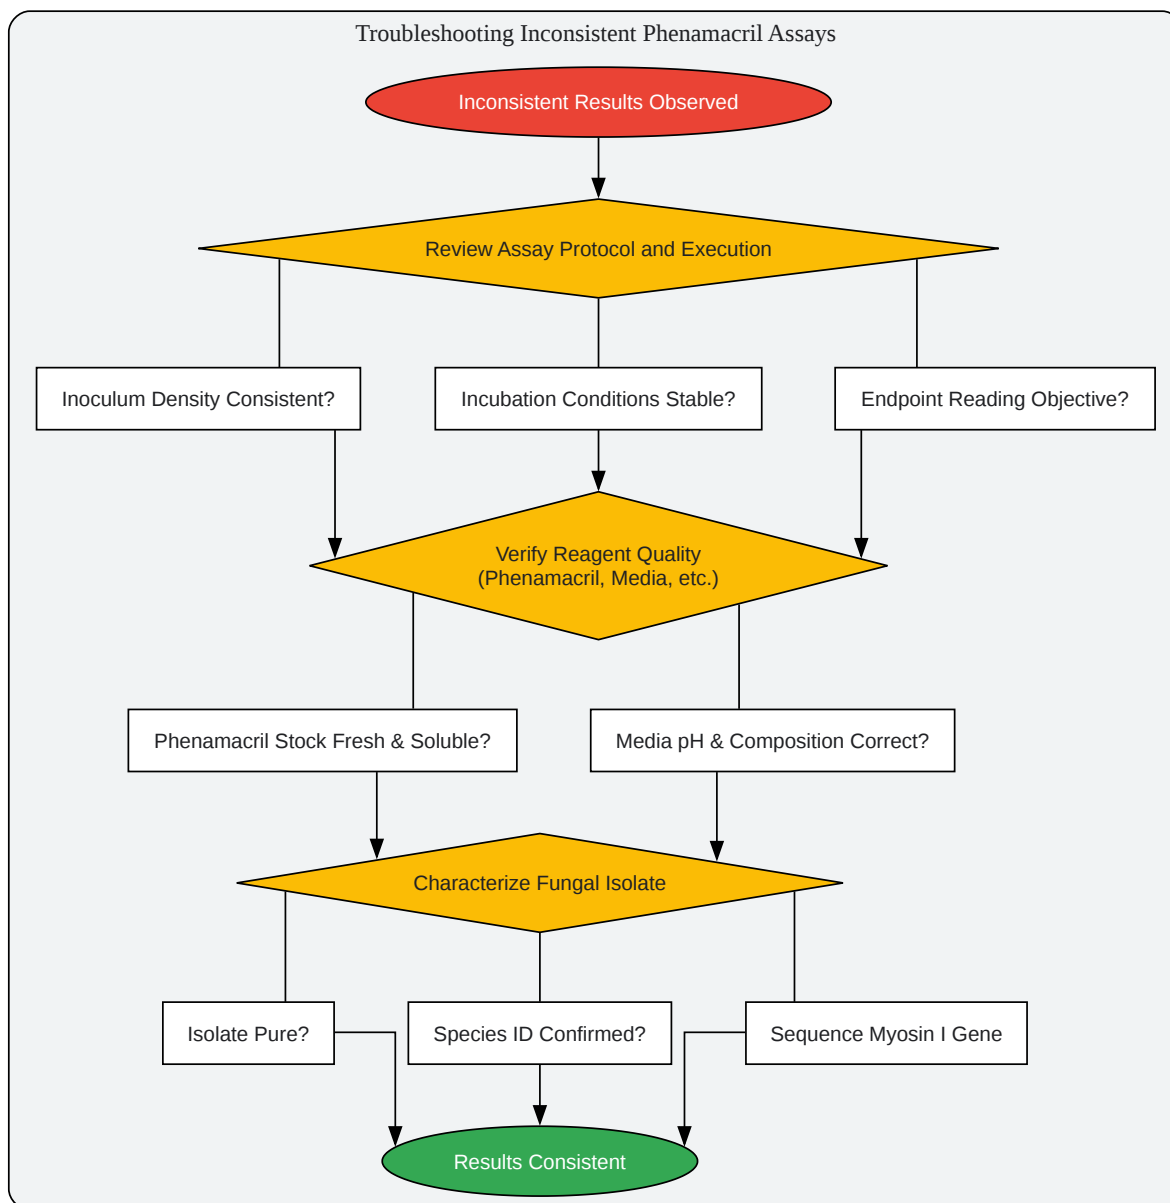 Troubleshooting Inconsistent Phenamacril Assays
Inconsistent Results Observed
Review Assay Protocol and Execution
Inoculum Density Consistent?
Incubation Conditions Stable?
Endpoint Reading Objective?
Verify Reagent Quality
(Phenamacril, Media, etc.)
Phenamacril Stock Fresh & Soluble?
Media pH & Composition Correct?
Characterize Fungal Isolate
Isolate Pure?
Species ID Confirmed?
Sequence Myosin I Gene
Results Consistent